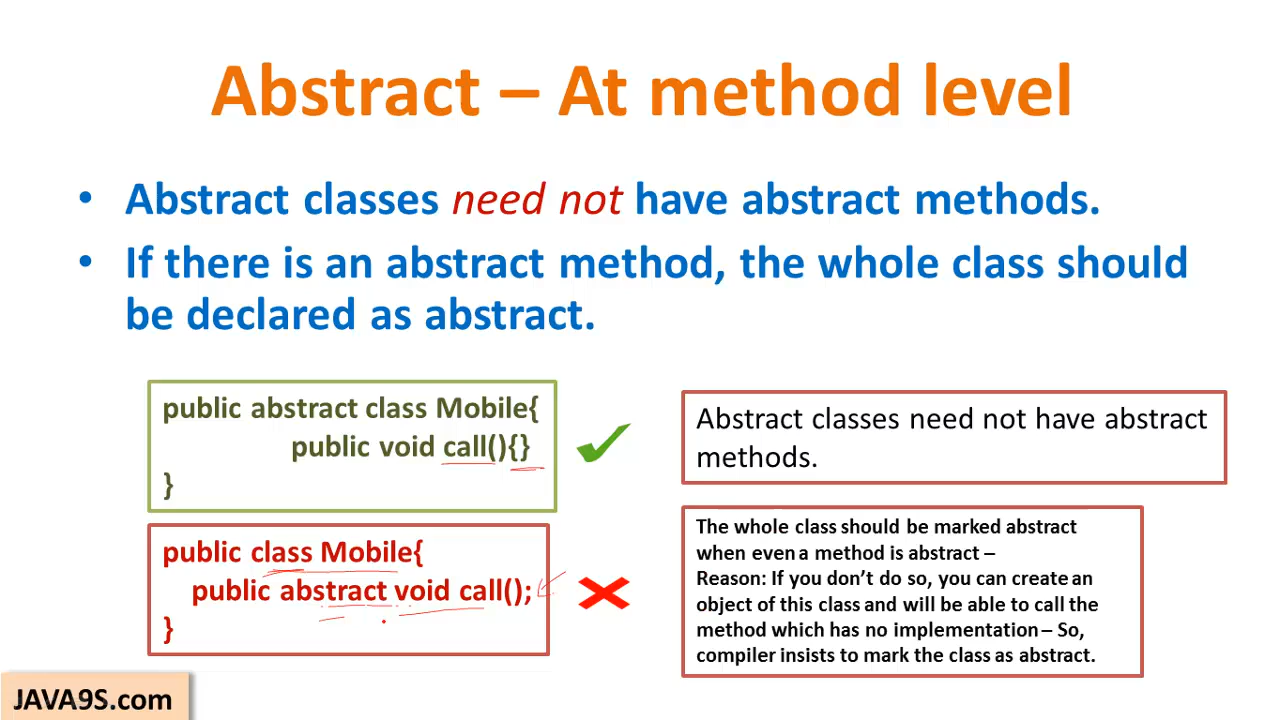 Abstract – At method level
• Abstract classes need not have abstract methods.
• If there is an abstract method, the whole class should
be declared as abstract.
public abstract class Mobile{
public void call(){}
}
Abstract classes need not have abstract
methods.
public class Mobile{
public abstract void call();
}
The whole class should be marked abstract
when even a method is abstract –
Reason: If you don’t do so, you can create an
object of this class and will be able to call the
method which has no implementation – So,
compiler insists to mark the class as abstract.
JAVA9S.com